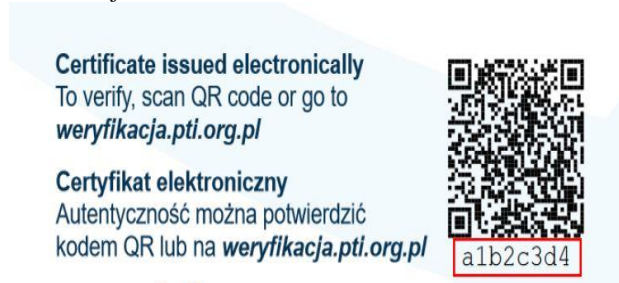 Certificate issued electronically
To verify, scan QR code or go to
weryfikacja.pti.org.pl
Certyfikat elektroniczny
Autentyczność można potwierdzić
kodem QR lub na weryfikacja.pti.org.pl
a1b2c3d4